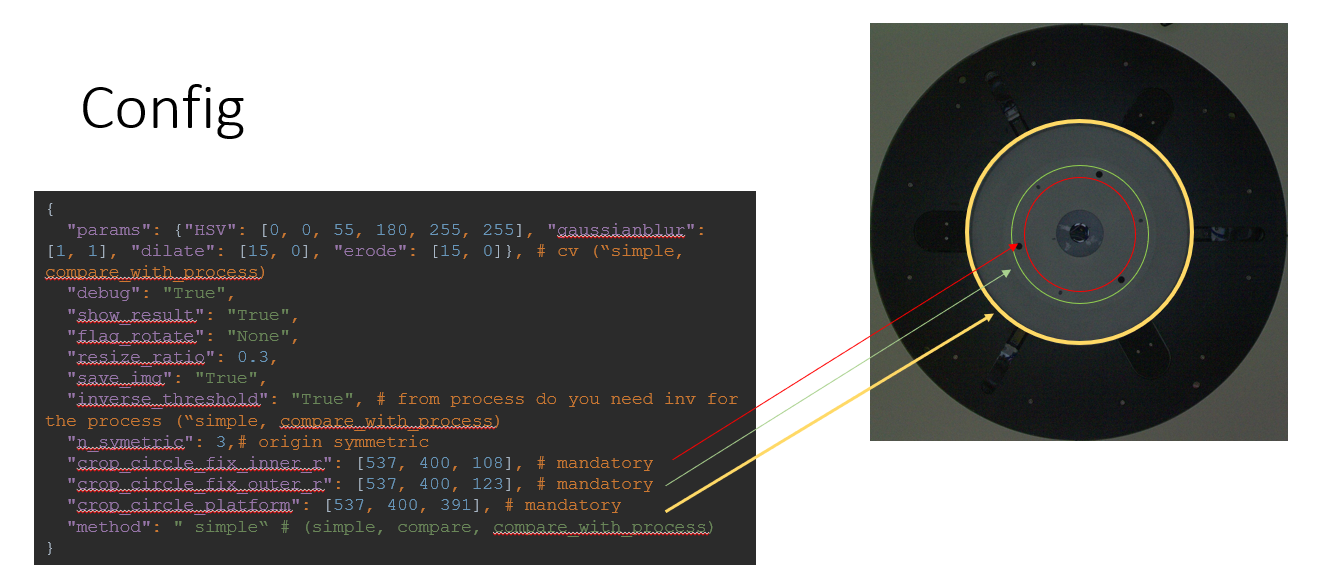 Config
{
"params": {"HSV": [0, 0, 55, 180, 255, 255], "gaussianblur":
[1, 1], "dilate": [15, 0], "erode": [15, 0]}, # cv (“simple,
compare_with_process)
"debug": "True",
"show_result": "True",
"flag_rotate": "None",
"resize_ratio": 0.3,
"save_img": "True",
"inverse_threshold": "True", # from process do you need inv for
the process (“simple, compare_with_process)
"n_symetric": 3,# origin symmetric
"crop_circle_fix_inner_r": [537, 400, 108], # mandatory
"crop_circle_fix_outer_r": [537, 400, 123], # mandatory
"crop_circle_platform": [537, 400, 391], # mandatory
"method": " simple“ # (simple, compare, compare_with_process)
}